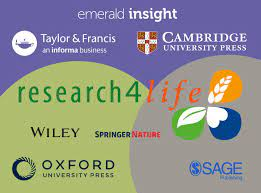 emerald insight
Taylor & Francis
an informa business
CAMBRIDGE
UNIVERSITY PRESS
research4life
WILEY
SPRINGER NATURE
OXFORD
UNIVERSITY PRESS
SAGE
Publishing